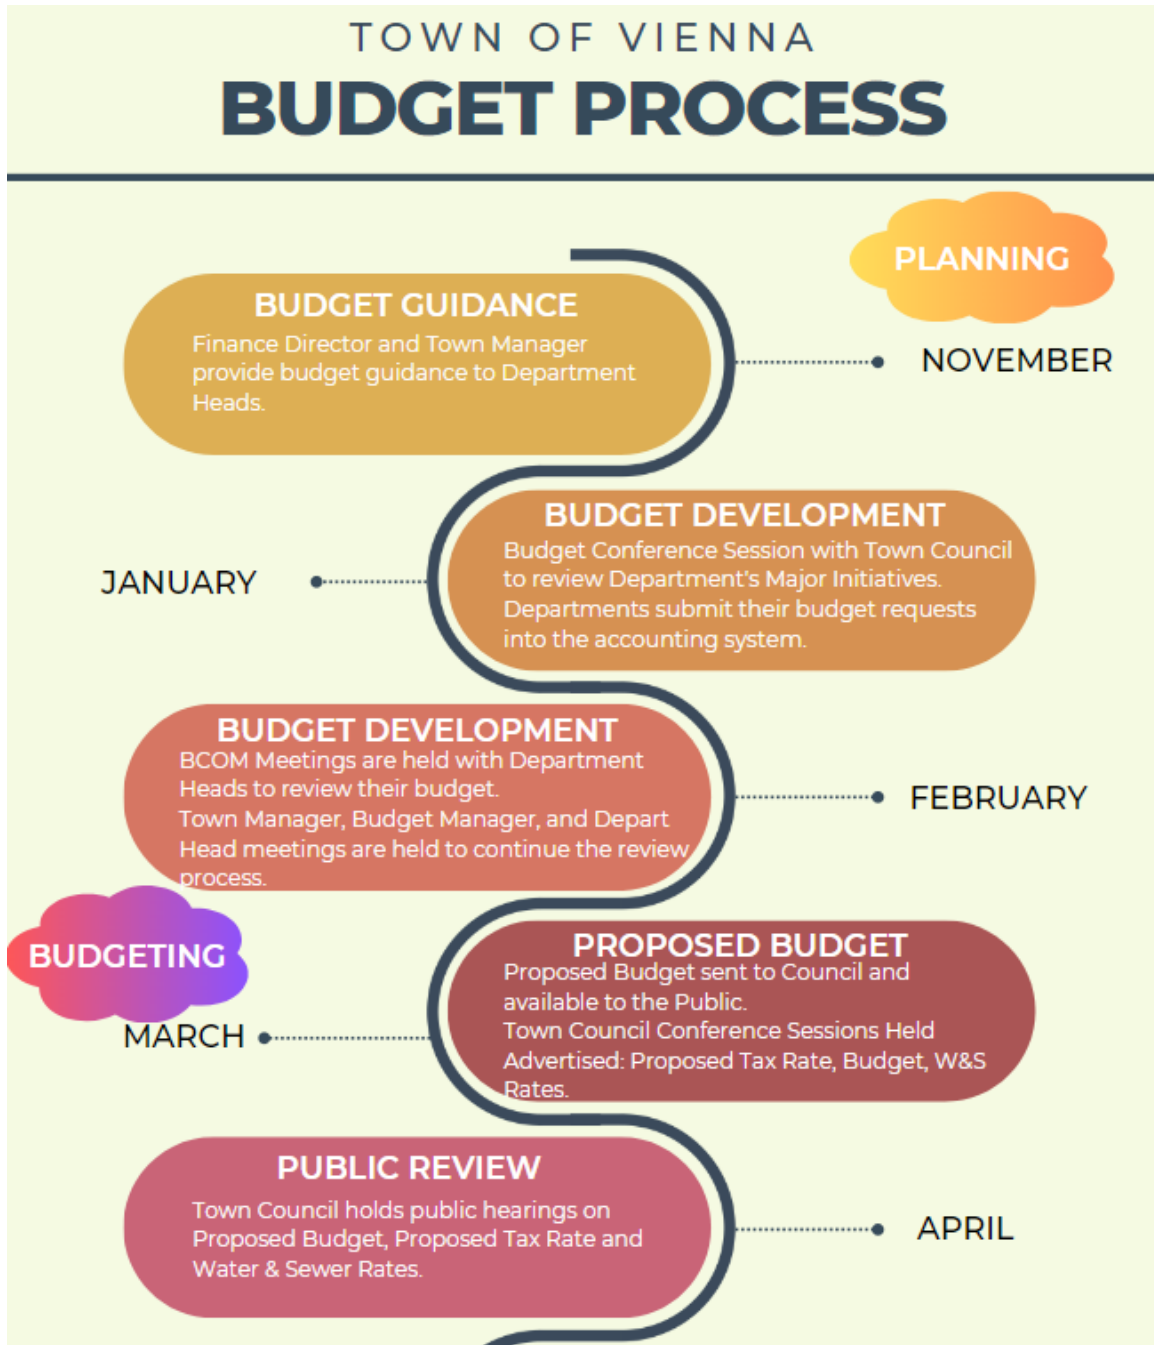 TOWN OF VIENNA
BUDGET PROCESS
PLANNING
BUDGET GUIDANCE
Finance Director and Town Manager
provide budget guidance to Department
Heads.
NOVEMBER
BUDGET DEVELOPMENT
Budget Conference Session with Town Council
to review Department's Major Initiatives.
Departments submit their budget requests
into the accounting system.
JANUARY
BUDGET DEVELOPMENT
BCOM Meetings are held with Department
Heads to review their budget.
Town Manager, Budget Manager, and Depart
Head meetings are held to continue the review
process.
FEBRUARY
BUDGETING
MARCH
PROPOSED BUDGET
Proposed Budget sent to Council and
available to the Public.
Town Council Conference Sessions Held
Advertised: Proposed Tax Rate, Budget, W&S
Rates.
PUBLIC REVIEW
Town Council holds public hearings on
Proposed Budget, Proposed Tax Rate and
Water & Sewer Rates.
APRIL